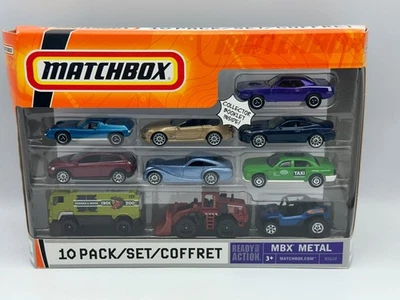 MATCHBOX
COLLECTOR
BOOKLET
INSIDE!
TAXI
10 PACK/SET/COFFRET
READY FOR
ACTION
MBX METAL
3+
MATCHBOX.COM